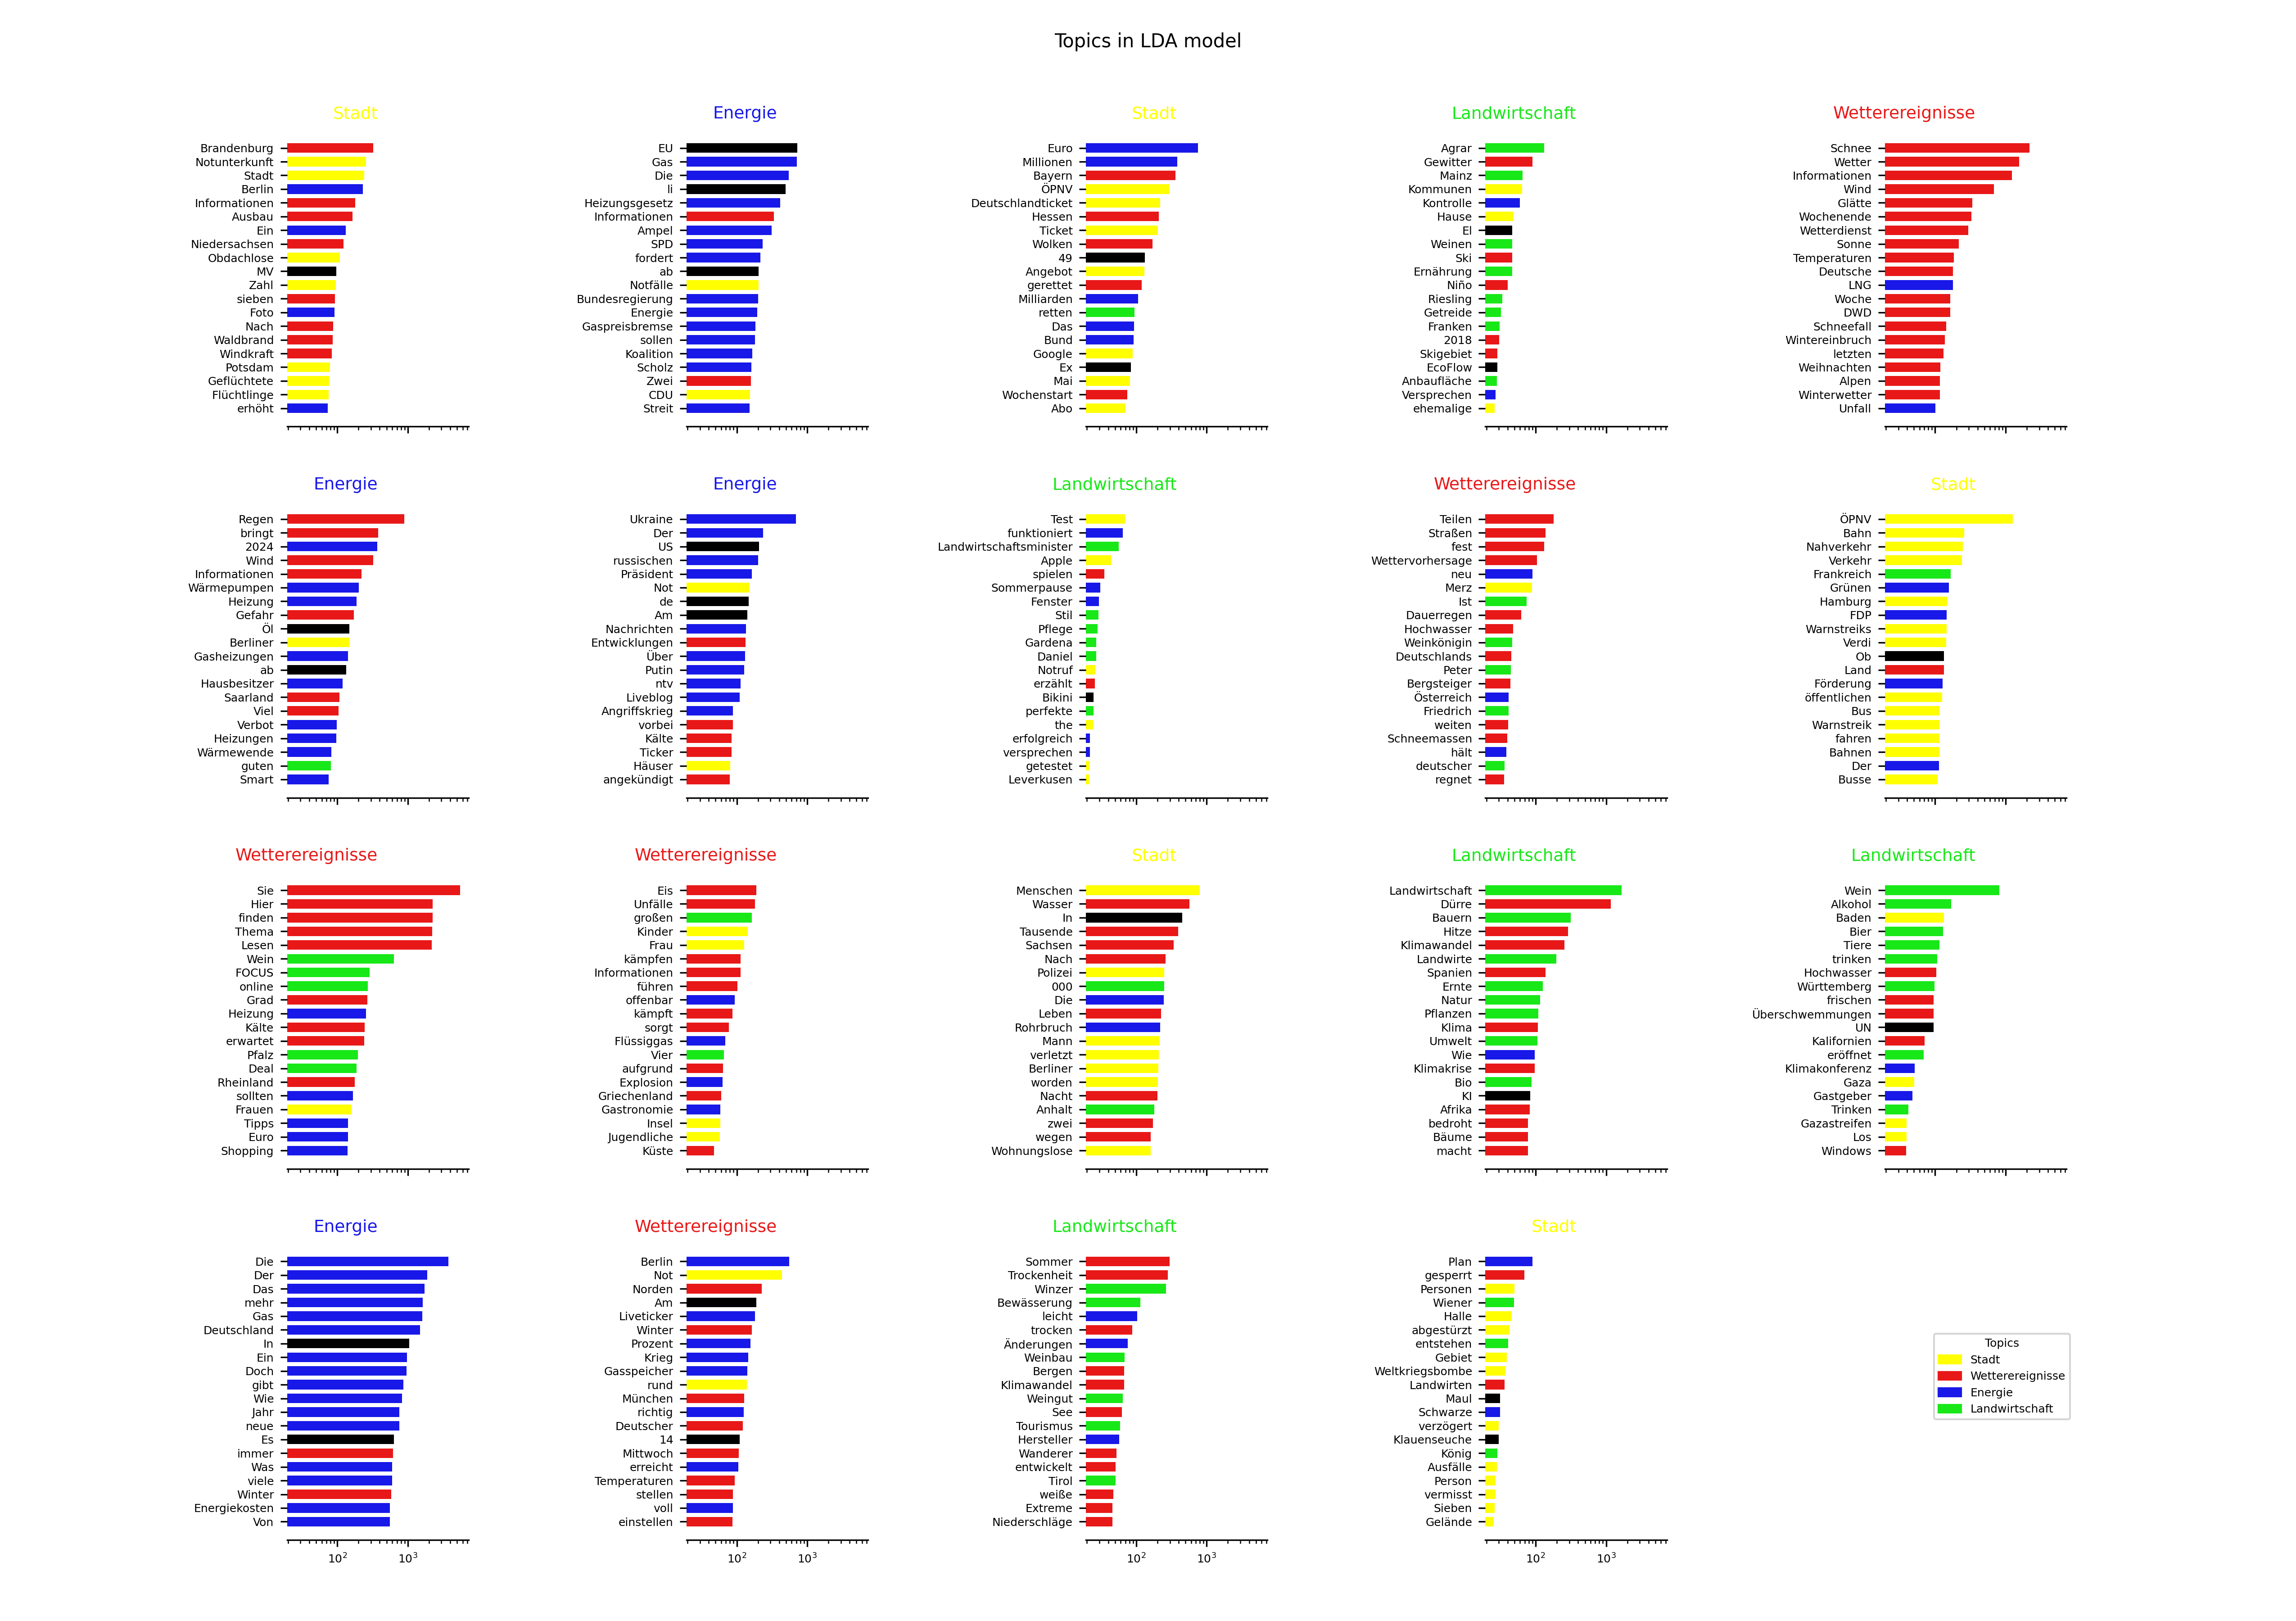 Topics in LDA model
Stadt
Brandenburg
Notunterkunft
Stadt
Berlin
Informationen
Ausbau
Ein
Niedersachsen
Obdachlose
MV
Zahl
sieben
Foto
Nach
Waldbrand
Windkraft
Potsdam
Geflüchtete
Flüchtlinge
erhöht
Energie
EU
Gas
Die
li
Heizungsgesetz
Informationen
Ampel
SPD
fordert
ab
Notfälle
Bundesregierung
Energie
Gaspreisbremse
sollen
Koalition
Scholz
Zwei
CDU
Streit
Stadt
Euro
Millionen
Bayern
ÖPNV
Deutschlandticket
Hessen
Ticket
Wolken
49
Angebot
gerettet
Milliarden
retten
Das
Bund
Google
Ex
Mai
Wochenstart
Abo
Landwirtschaft
Agrar
Gewitter
Mainz
Kommunen
Kontrolle
Hause
El
Weinen
Ski
Ernährung
Niño
Riesling
Getreide
Franken
2018
Skigebiet
EcoFlow
Anbaufläche
Versprechen
ehemalige
Wetterereignisse
Schnee
Wetter
Informationen
Wind
Glätte
Wochenende
Wetterdienst
Sonne
Temperaturen
Deutsche
LNG
Woche
DWD
Schneefall
Wintereinbruch
letzten
Weihnachten
Alpen
Winterwetter
Unfall
Energie
Regen
bringt
2024
Wind
Informationen
Wärmepumpen
Heizung
Gefahr
Öl
Berliner
Gasheizungen
ab
Hausbesitzer
Saarland
Viel
Verbot
Heizungen
Wärmewende
guten
Smart
Energie
Ukraine
Der
US
russischen
Präsident
Not
de
Am
Nachrichten
Entwicklungen
Über
Putin
ntv
Liveblog
Angriffskrieg
vorbei
Kälte
Ticker
Häuser
angekündigt
Landwirtschaft
Test
funktioniert
Landwirtschaftsminister
Apple
spielen
Sommerpause
Fenster
Stil
Pflege
Gardena
Daniel
Notruf
erzählt
Bikini
perfekte
the
erfolgreich
versprechen
getestet
Leverkusen
Wetterereignisse
Teilen
Straßen
fest
Wettervorhersage
neu
Merz
Ist
Dauerregen
Hochwasser
Weinkönigin
Deutschlands
Peter
Bergsteiger
Österreich
Friedrich
weiten
Schneemassen
hält
deutscher
regnet
Stadt
ÖPNV
Bahn
Nahverkehr
Verkehr
Frankreich
Grünen
Hamburg
FDP
Warnstreiks
Verdi
Ob
Land
Förderung
öffentlichen
Bus
Warnstreik
fahren
Bahnen
Der
Busse
Wetterereignisse
Sie
Hier
finden
Thema
Lesen
Wein
FOCUS
online
Grad
Heizung
Kälte
erwartet
Pfalz
Deal
Rheinland
sollten
Frauen
Tipps
Euro
Shopping
Wetterereignisse
Eis
Unfälle
großen
Kinder
Frau
kämpfen
Informationen
führen
offenbar
kämpft
sorgt
Flüssiggas
Vier
aufgrund
Explosion
Griechenland
Gastronomie
Insel
Jugendliche
Küste
Stadt
Menschen
Wasser
In
Tausende
Sachsen
Nach
Polizei
000
Die
Leben
Rohrbruch
Mann
verletzt
Berliner
worden
Nacht
Anhalt
zwei
wegen
Wohnungslose
Landwirtschaft
Landwirtschaft
Dürre
Bauern
Hitze
Klimawandel
Landwirte
Spanien
Ernte
Natur
Pflanzen
Klima
Umwelt
Wie
Klimakrise
Bio
KI
Afrika
bedroht
Bäume
macht
Landwirtschaft
Wein
Alkohol
Baden
Bier
Tiere
trinken
Hochwasser
Württemberg
frischen
Überschwemmungen
UN
Kalifornien
eröffnet
Klimakonferenz
Gaza
Gastgeber
Trinken
Gazastreifen
Los
Windows
Energie
Die
Der
Das
mehr
Gas
Deutschland
In
Ein
Doch
gibt
Wie
Jahr
neue
Es
immer
Was
viele
Winter
Energiekosten
Von
10² 10³
Wetterereignisse
Berlin
Not
Norden
Am
Liveticker
Winter
Prozent
Krieg
Gasspeicher
rund
München
richtig
Deutscher
14
Mittwoch
erreicht
Temperaturen
stellen
voll
einstellen
10² 10³
Landwirtschaft
Sommer
Trockenheit
Winzer
Bewässerung
leicht
trocken
Änderungen
Weinbau
Bergen
Klimawandel
Weingut
See
Tourismus
Hersteller
Wanderer
entwickelt
Tirol
weiße
Extreme
Niederschläge
10² 10³
Stadt
Plan
gesperrt
Personen
Wiener
Halle
abgestürzt
entstehen
Gebiet
Weltkriegsbombe
Landwirten
Maul
Schwarze
verzögert
Klauenseuche
König
Ausfälle
Person
vermisst
Sieben
Gelände
10² 10³
Topics
Stadt
Wetterereignisse
Energie
Landwirtschaft